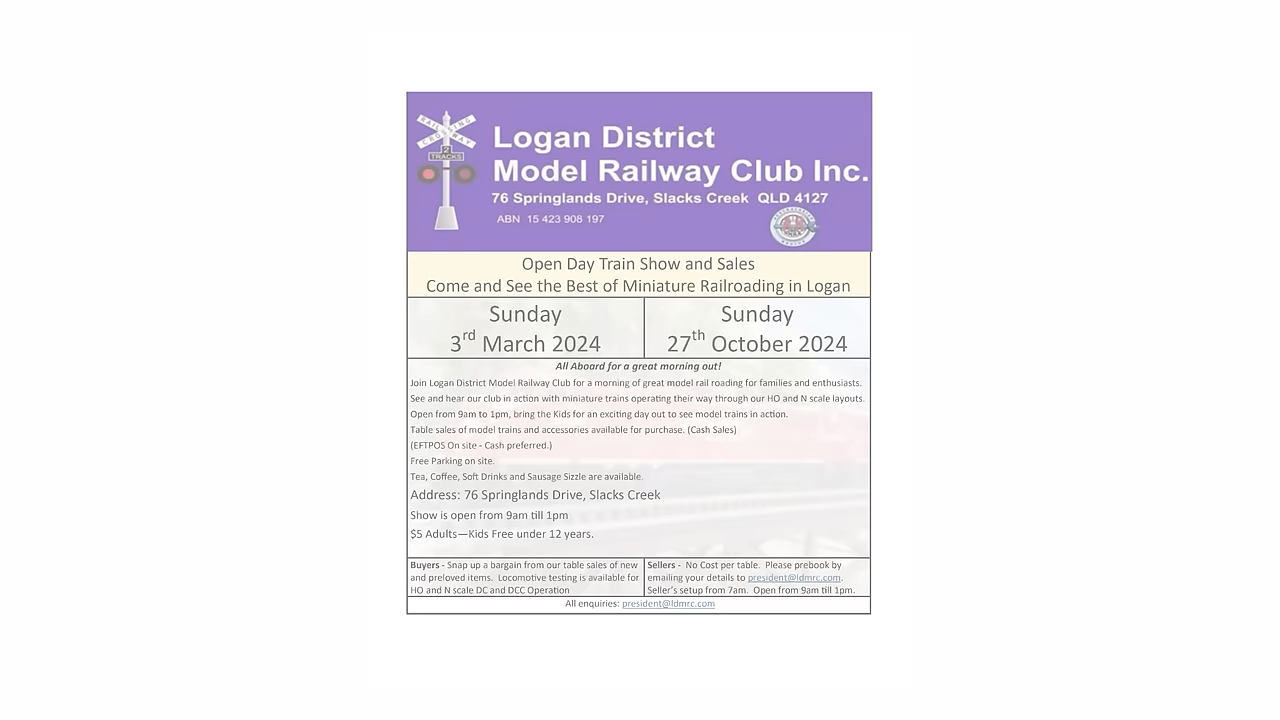 RAILWAY
CROSSING
2
TRACKS
Logan District
Model Railway Club Inc.
76 Springlands Drive, Slacks Creek QLD 4127
ABN 15 423 908 197
Open Day Train Show and Sales
Come and See the Best of Miniature Railroading in Logan
Sunday
3rd March 2024
Sunday
27th October 2024
All Aboard for a great morning out!
Join Logan District Model Railway Club for a morning of great model rail roading for families and enthusiasts.
See and hear our club in action with miniature trains operating their way through our HO and N scale layouts.
Open from 9am to 1pm, bring the Kids for an exciting day out to see model trains in action.
Table sales of model trains and accessories available for purchase. (Cash Sales)
(EFTPOS On site - Cash preferred.)
Free Parking on site.
Tea, Coffee, Soft Drinks and Sausage Sizzle are available.
Address: 76 Springlands Drive, Slacks Creek
Show is open from 9am till 1pm
$5 Adults—Kids Free under 12 years.
Buyers - Snap up a bargain from our table sales of new
and preloved items. Locomotive testing is available for
HO and N scale DC and DCC Operation
Sellers - No Cost per table. Please prebook by
emailing your details to president@ldmrc.com.
Seller's setup from 7am. Open from 9am till 1pm.
All enquiries: president@ldmrc.com